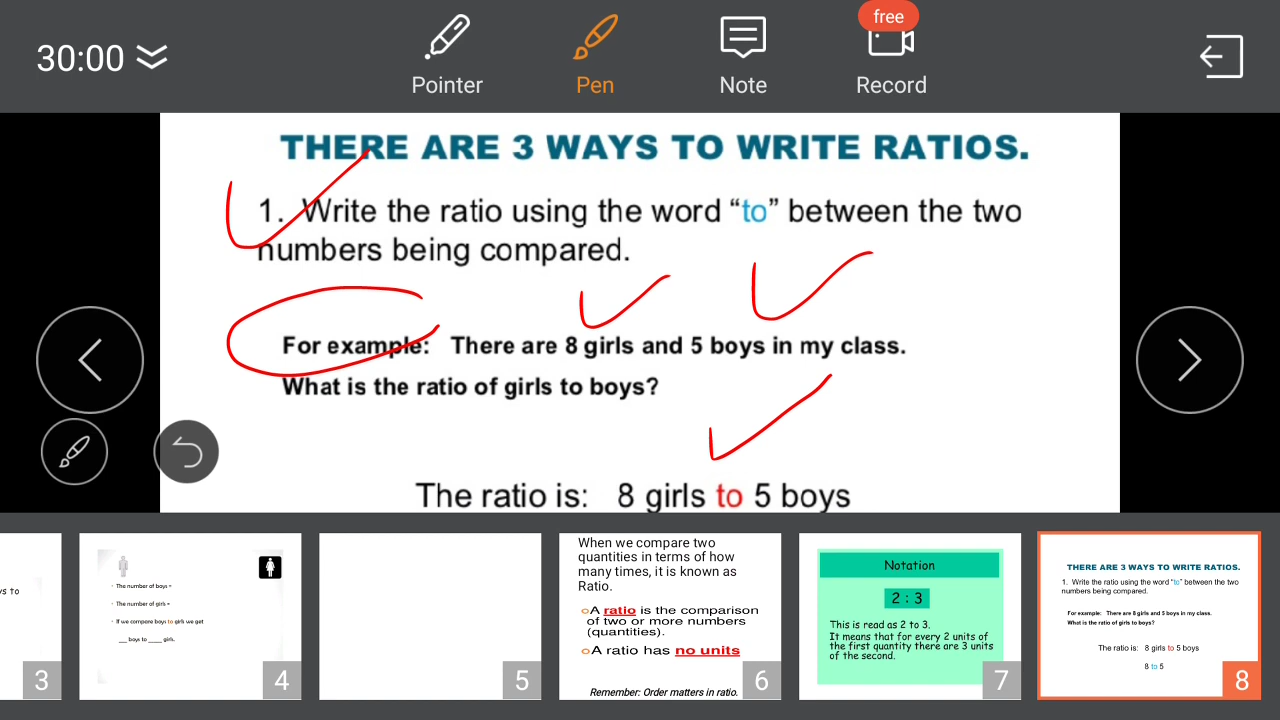 30:00
Pointer
Pen
Note
free
Record
THERE ARE 3 WAYS TO WRITE RATIOS.
1. Write the ratio using the word “to” between the two
numbers being compared.
For example: There are 8 girls and 5 boys in my class.
What is the ratio of girls to boys?
The ratio is: 8 girls to 5 boys
ys to
3
The number of boys =
The number of girls =
If we compare boys to girls we get
___ boys to ____ girls.
4
5
When we compare two
quantities in terms of how
many times, it is known as
Ratio.
A ratio is the comparison
of two or more numbers
(quantities).
A ratio has no units
Remember: Order matters in ratio.
6
Notation
2 : 3
This is read as 2 to 3.
It means that for every 2 units of
the first quantity there are 3 units
of the second.
7
THERE ARE 3 WAYS TO WRITE RATIOS.
1. Write the ratio using the word “to” between the two
numbers being compared.
For example: There are 8 girls and 5 boys in my class.
What is the ratio of girls to boys?
The ratio is: 8 girls to 5 boys
8 to 5
8